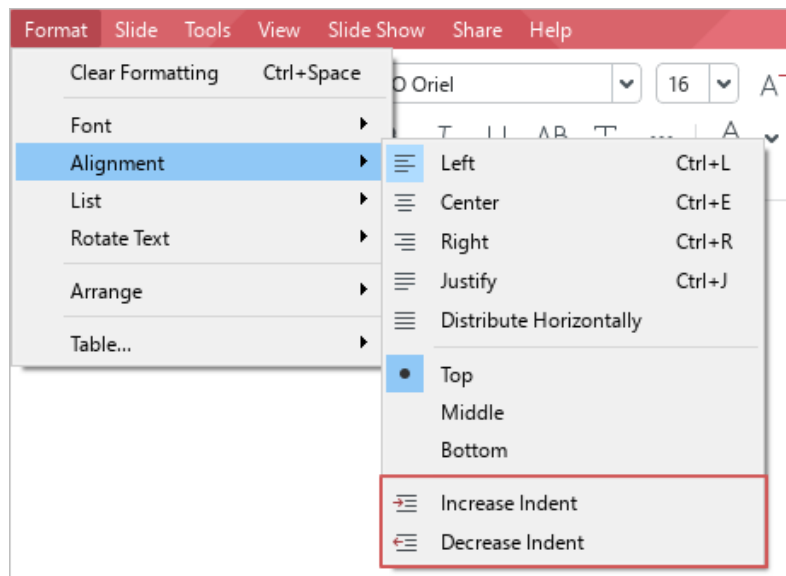 Format Slide Tools View Slide Show Share Help
Clear Formatting Ctrl+Space
O Oriel 16 A
Font
Alignment
List
Rotate Text
Arrange
Table...
Left Ctrl+L
Center Ctrl+E
Right Ctrl+R
Justify Ctrl+J
Distribute Horizontally
Top
Middle
Bottom
Increase Indent
Decrease Indent